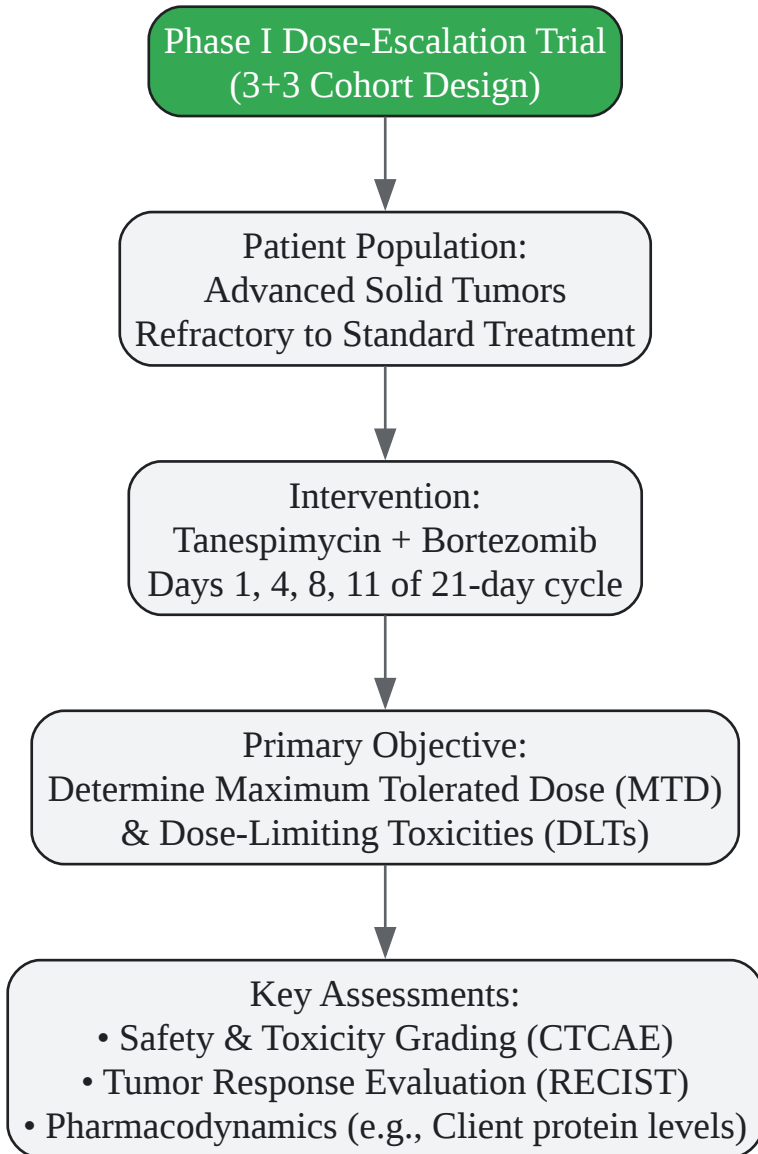 Phase I Dose-Escalation Trial
(3+3 Cohort Design)
Patient Population:
Advanced Solid Tumors
Refractory to Standard Treatment
Intervention:
Tanespimycin + Bortezomib
Days 1, 4, 8, 11 of 21-day cycle
Primary Objective:
Determine Maximum Tolerated Dose (MTD)
& Dose-Limiting Toxicities (DLTs)
Key Assessments:
• Safety & Toxicity Grading (CTCAE)
• Tumor Response Evaluation (RECIST)
• Pharmacodynamics (e.g., Client protein levels)